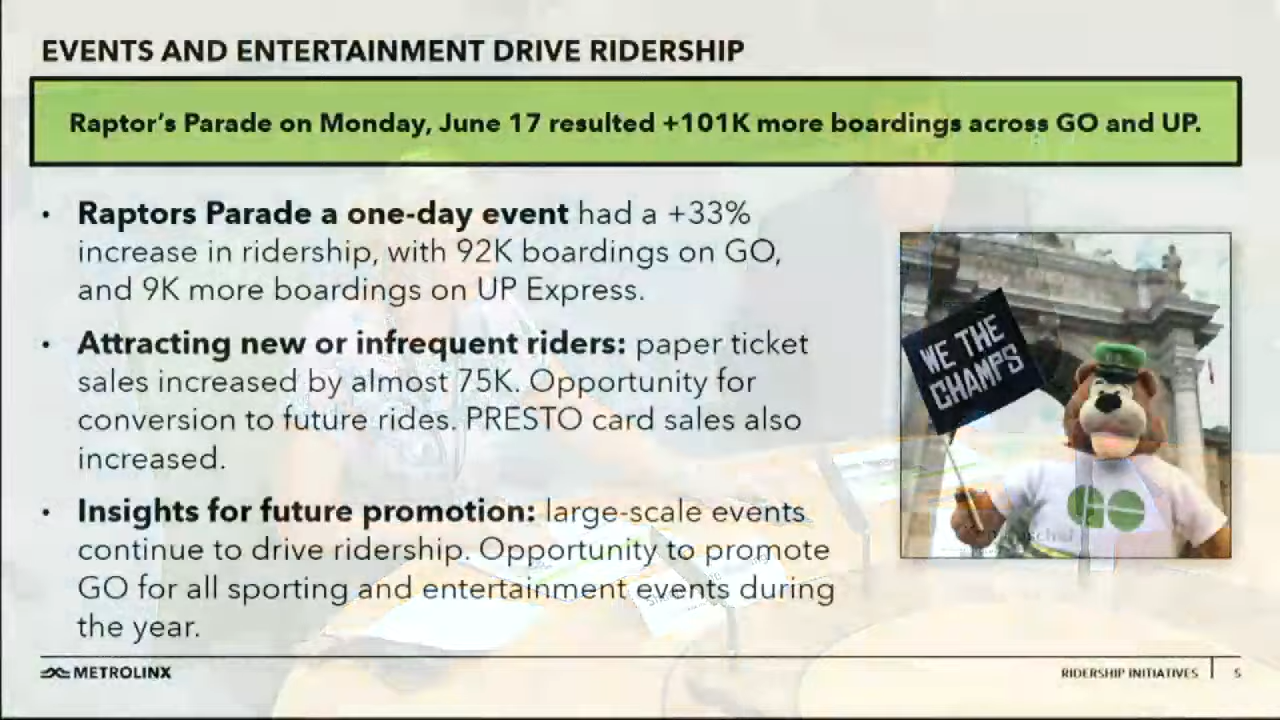 EVENTS AND ENTERTAINMENT DRIVE RIDERSHIP
Raptor's Parade on Monday, June 17 resulted +101K more boardings across GO and UP.
• Raptors Parade a one-day event had a +33%
increase in ridership, with 92K boardings on GO,
and 9K more boardings on UP Express.
• Attracting new or infrequent riders: paper ticket
sales increased by almost 75K. Opportunity for
conversion to future rides. PRESTO card sales also
increased.
• Insights for future promotion: large-scale events
continue to drive ridership. Opportunity to promote
GO for all sporting and entertainment events during
the year.
WE THE
CHAMPS
GO
METROLINX
RIDERSHIP INITIATIVES 5